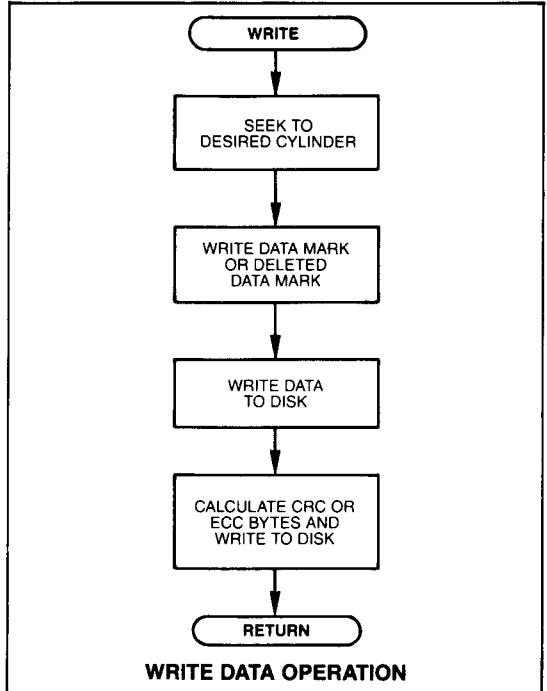 WRITE
SEEK TO
DESIRED CYLINDER
WRITE DATA MARK
OR DELETED
DATA MARK
WRITE DATA
TO DISK
CALCULATE CRC OR
ECC BYTES AND
WRITE TO DISK
RETURN
WRITE DATA OPERATION